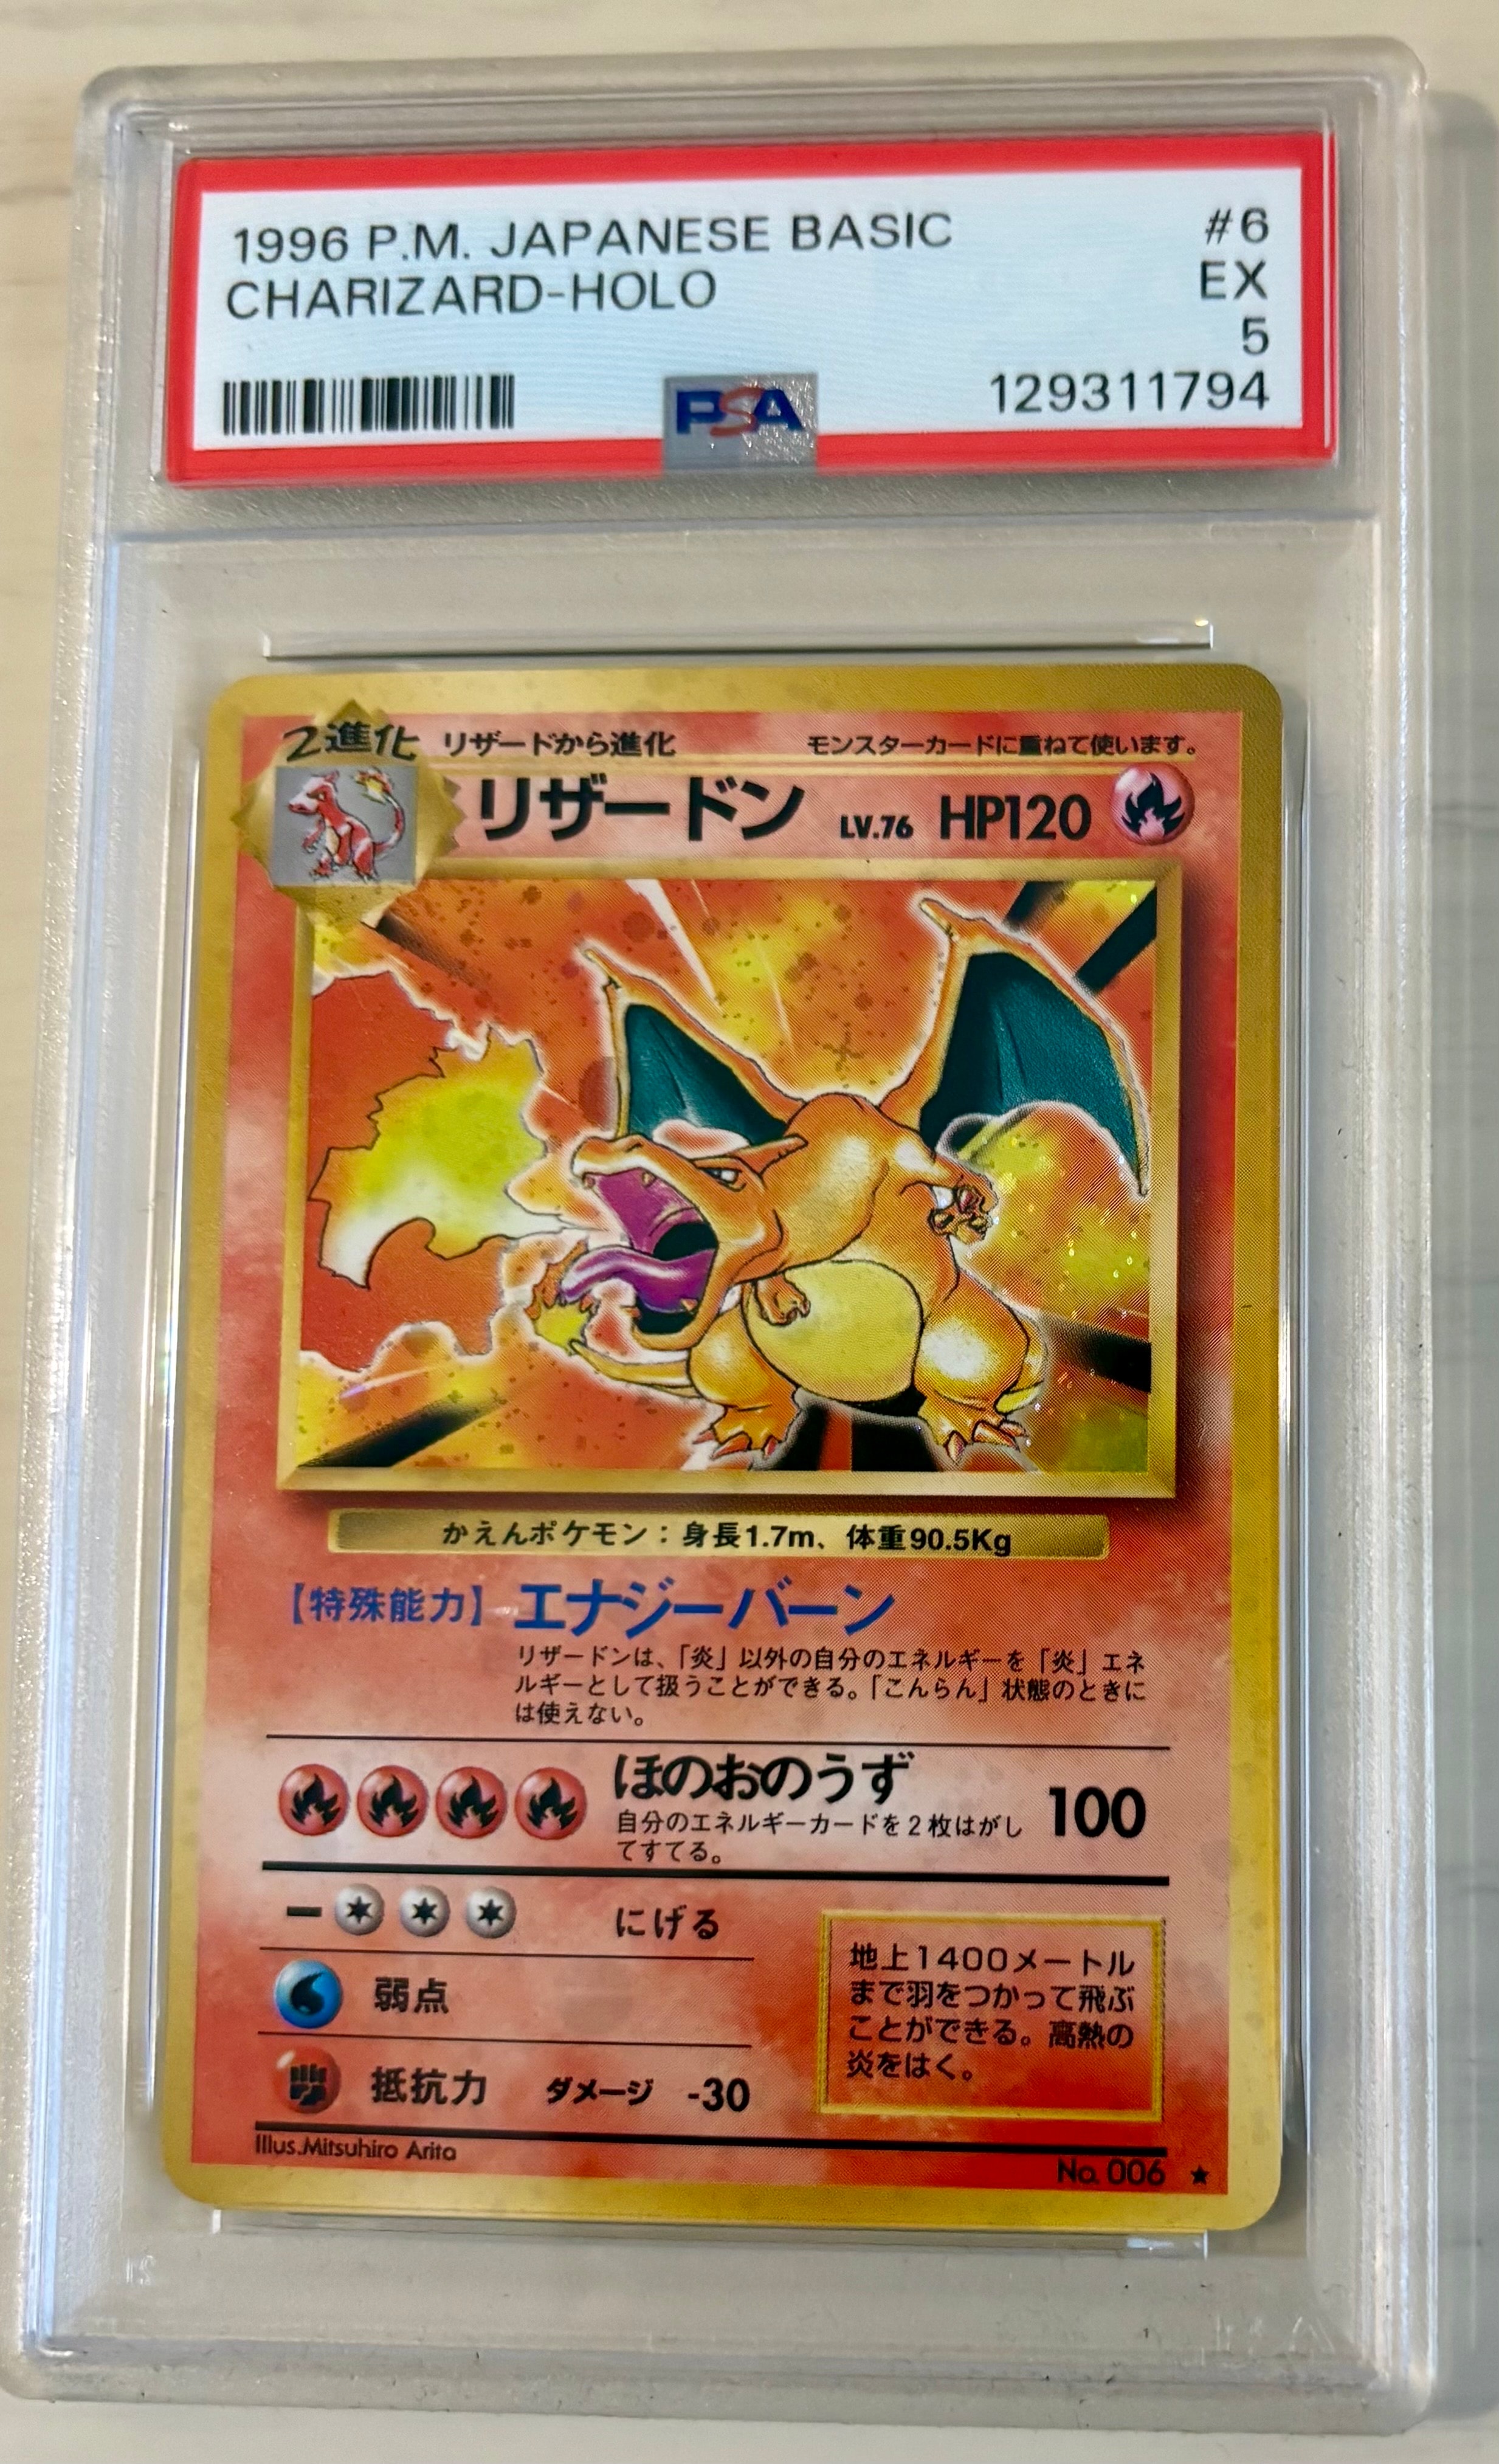 1996 P.M. JAPANESE BASIC #6
CHARIZARD-HOLO EX
5
PSA 129311794
2進化 リザードから進化 モンスターカードに重ねて使います。
リザードン LV.76 HP120
かえんポケモン：身長1.7m、体重90.5Kg
【特殊能力】 エナジーバーン
リザードンは、「炎」以外の自分のエネルギーを「炎」エネ
ルギーとして扱うことができる。「こんらん」状態のときに
は使えない。
ほのおのうず 100
自分のエネルギーカードを２枚はがし
てすてる。
にげる
弱点
抵抗力 ダメージ -30
地上1400メートル
まで羽をつかって飛ぶ
ことができる。高熱の
炎をはく。
Illus.Mitsuhiro Arita
No. 006 ★